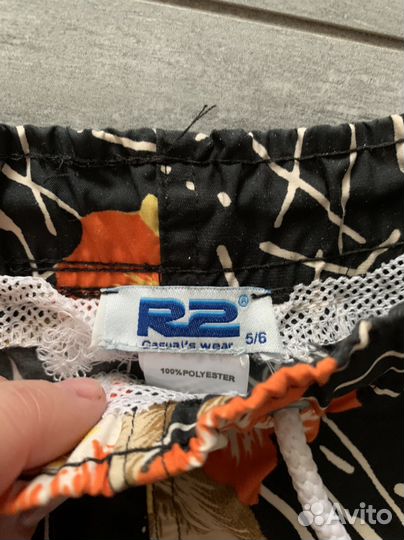 R2®
Casual's wear 5/6
100%POLYESTER
Avito